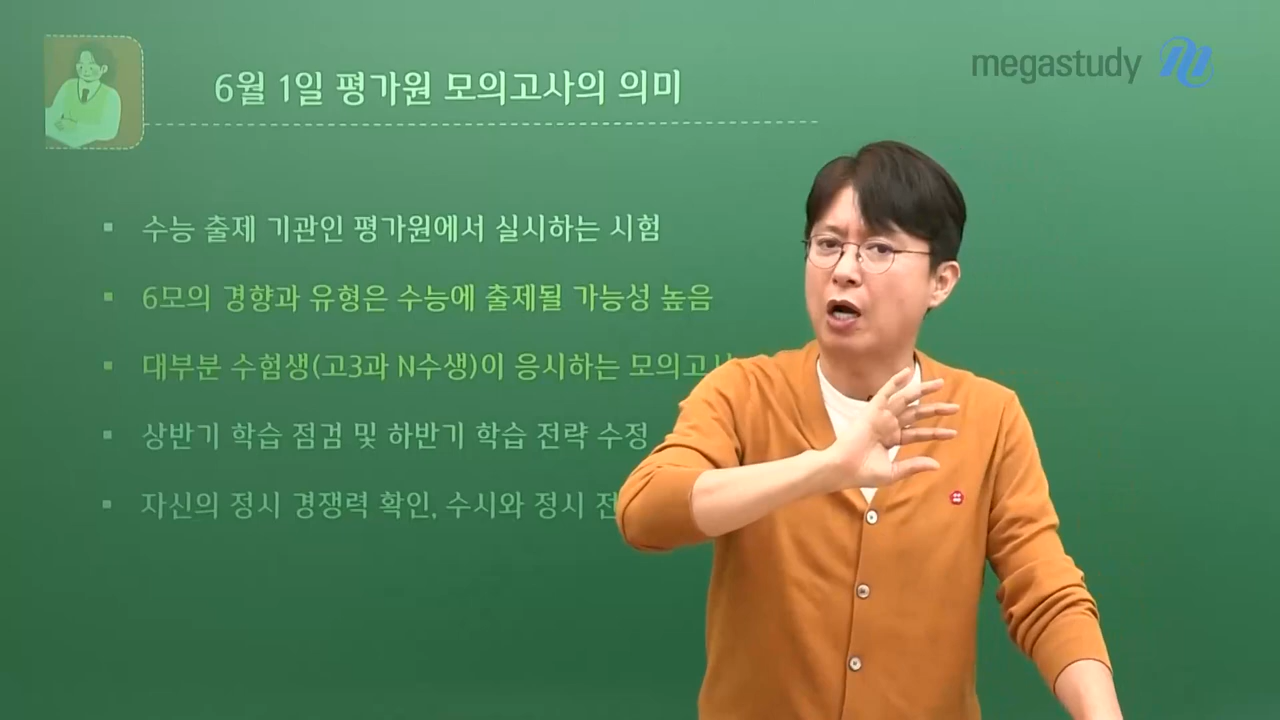 6월 1일 평가원 모의고사의 의미
megastudy
수능 출제 기관인 평가원에서 실시하는 시험
6모의 경향과 유형은 수능에 출제될 가능성 높음
대부분 수험생(고3과 N수생)이 응시하는 모의고사
상반기 학습 점검 및 하반기 학습 전략 수정
자신의 정시 경쟁력 확인, 수시와 정시